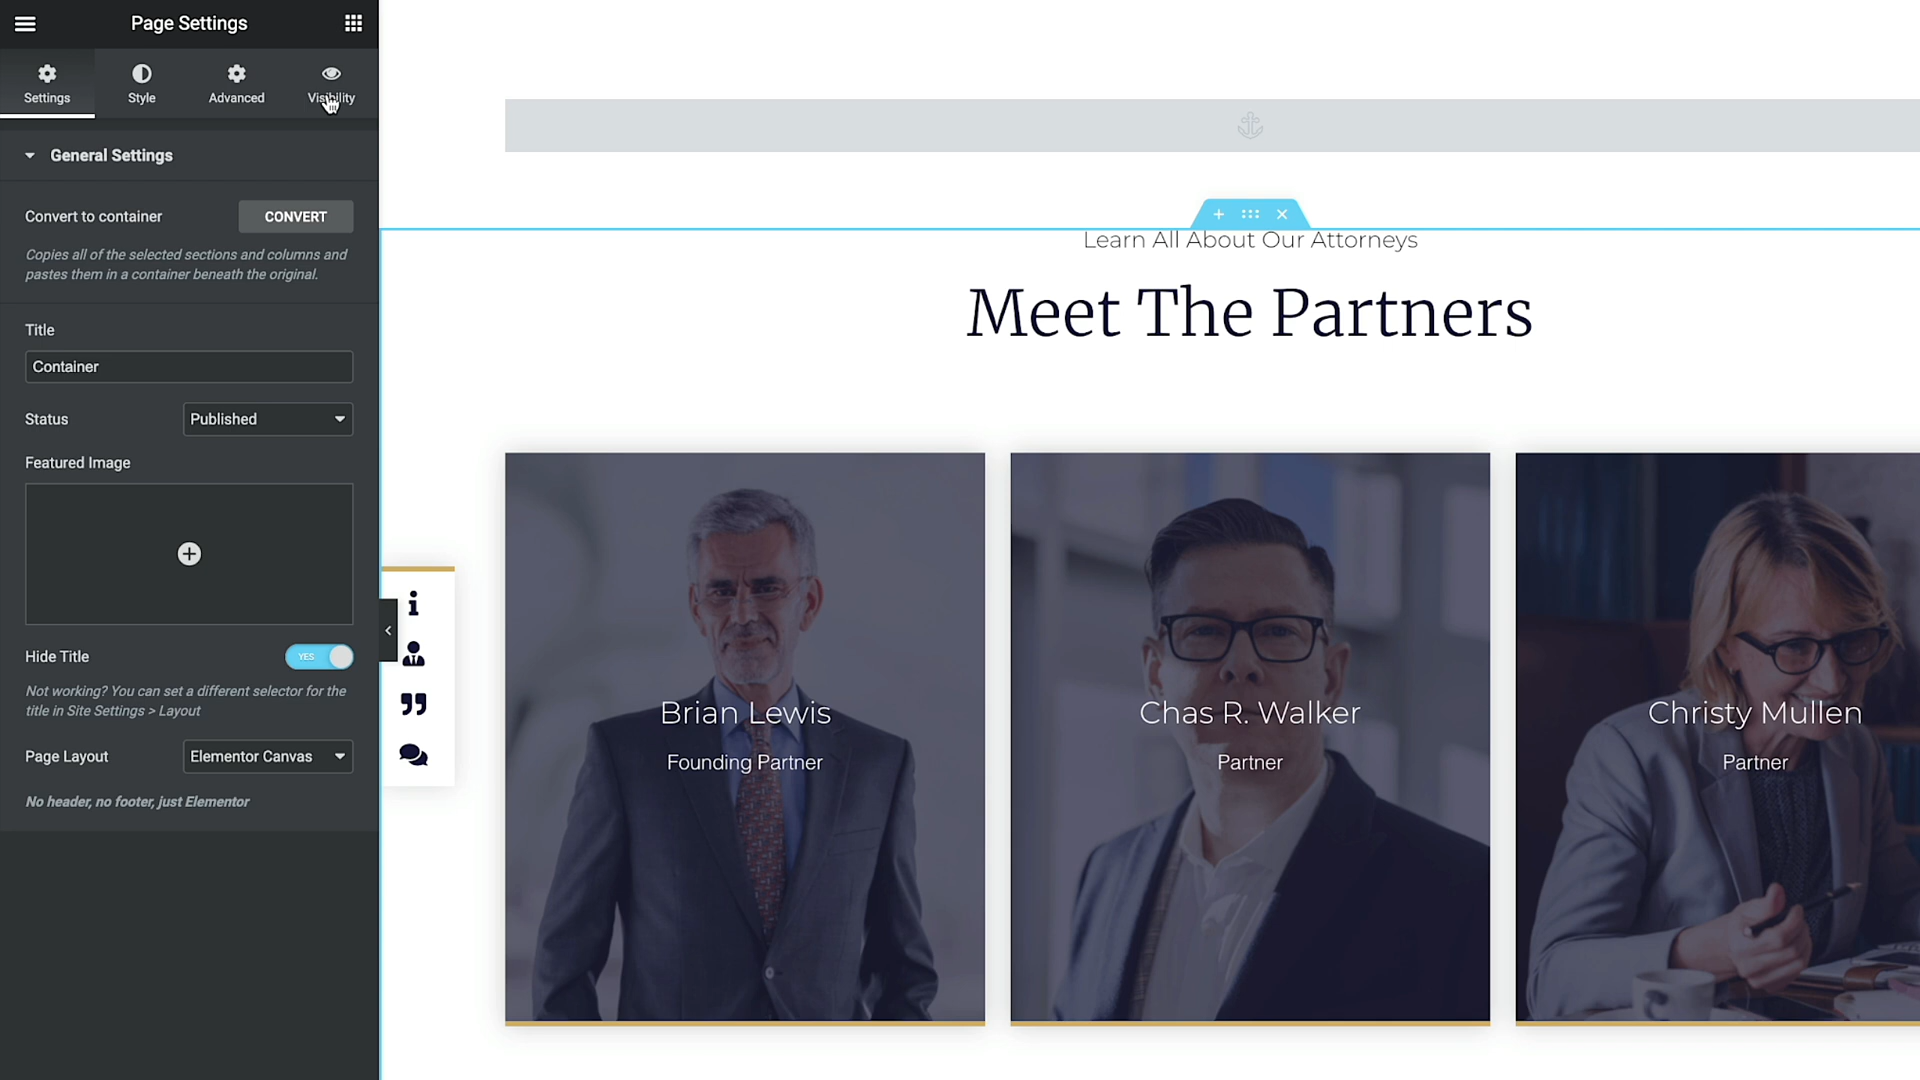 Page Settings
Settings
Style
Advanced
Visibility
General Settings
Convert to container
CONVERT
Copies all of the selected sections and columns and
pastes them in a container beneath the original.
Title
Container
Status
Published
Featured Image
Hide Title
YES
Not working? You can set a different selector for the
title in Site Settings > Layout
Page Layout
Elementor Canvas
No header, no footer, just Elementor
Learn All About Our Attorneys
Meet The Partners
Brian Lewis
Founding Partner
Chas R. Walker
Partner
Christy Mullen
Partner